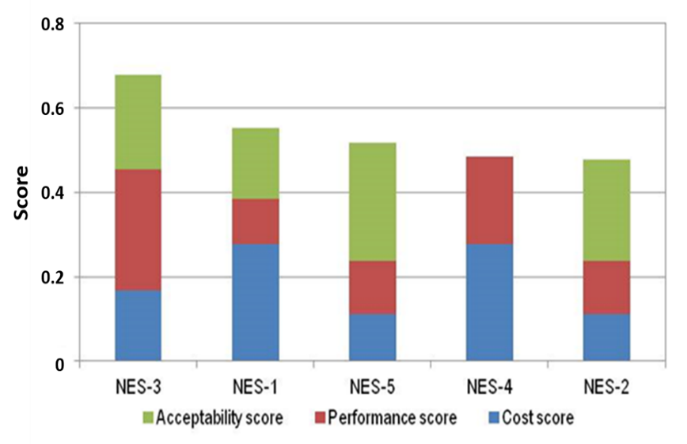 0.8
0.6
0.4
0.2
0
Score
NES-3 NES-1 NES-5 NES-4 NES-2
Acceptability score Performance score Cost score